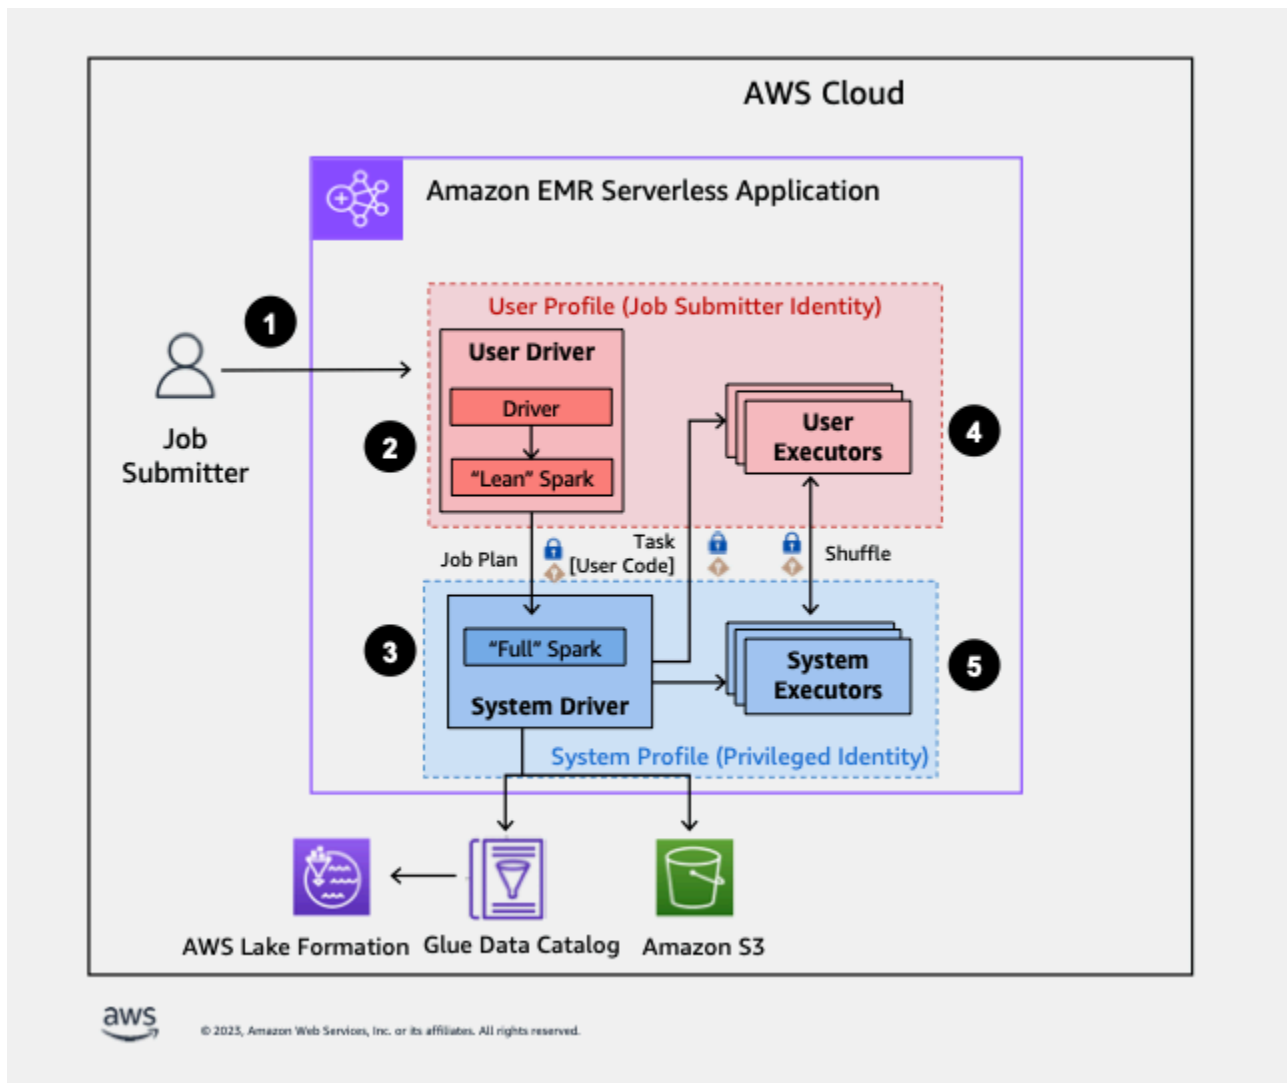 AWS Cloud
Amazon EMR Serverless Application
User Profile (Job Submitter Identity)
1
Job
Submitter
2
User Driver
Driver
“Lean” Spark
User
Executors
4
Job Plan
Task
[User Code]
Shuffle
3
“Full” Spark
System Driver
System
Executors
5
System Profile (Privileged Identity)
AWS Lake Formation
Glue Data Catalog
Amazon S3
aws
© 2023, Amazon Web Services, Inc. or its affiliates. All rights reserved.